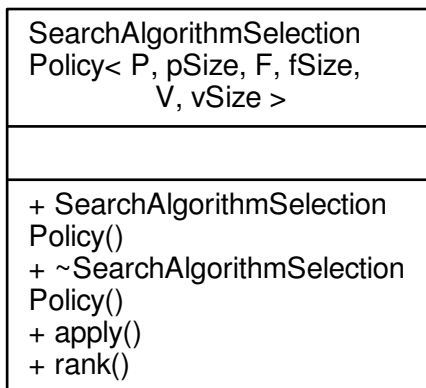 SearchAlgorithmSelection
Policy< P, pSize, F, fSize,
V, vSize >
+ SearchAlgorithmSelection
Policy()
+ ~SearchAlgorithmSelection
Policy()
+ apply()
+ rank()